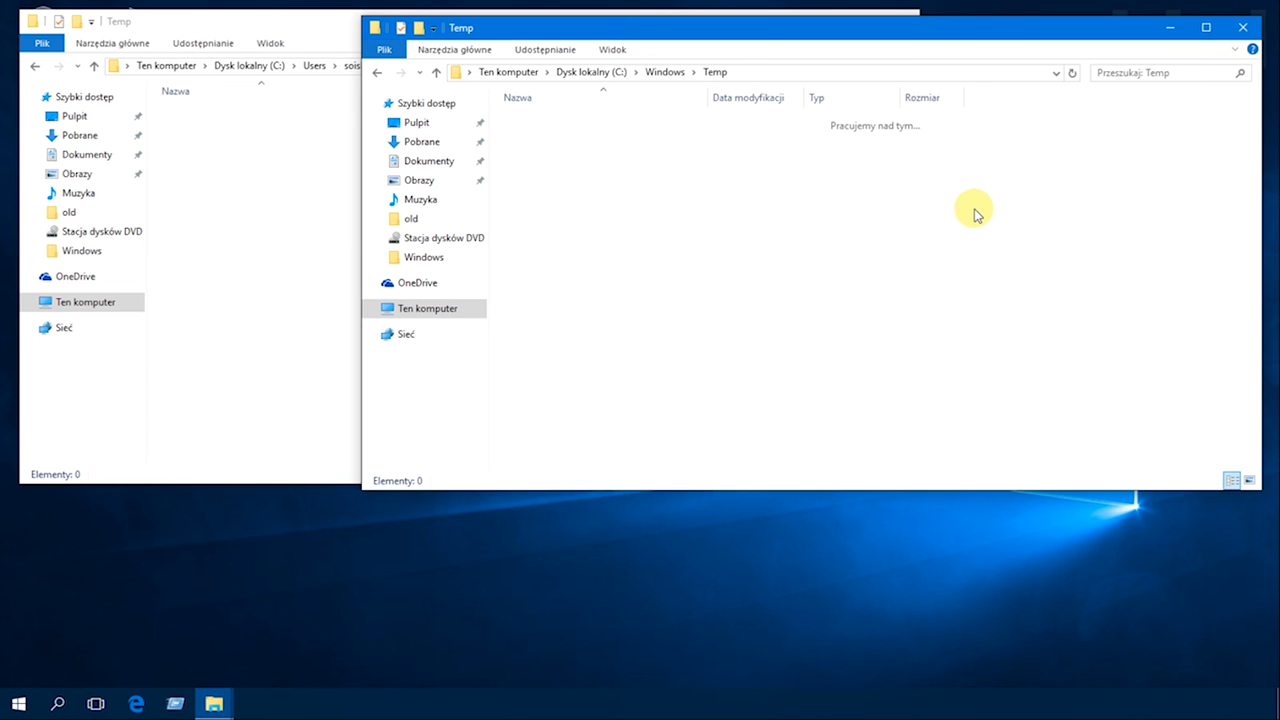 Temp
Plik Narzędzia główne Udostępnianie Widok
Ten komputer Dysk lokalny (C:) Users
Nazwa
Szybki dostęp
Pulpit
Pobrane
Dokumenty
Obrazy
Muzyka
old
Stacja dysków DVD
Windows
OneDrive
Ten komputer
Sieć
Elementy: 0
Temp
Plik Narzędzia główne Udostępnianie Widok
Ten komputer Dysk lokalny (C:) Windows Temp
Przeszukaj: Temp
Nazwa Data modyfikacji Typ Rozmiar
Pracujemy nad tym...
Szybki dostęp
Pulpit
Pobrane
Dokumenty
Obrazy
Muzyka
old
Stacja dysków DVD
Windows
OneDrive
Ten komputer
Sieć
Elementy: 0